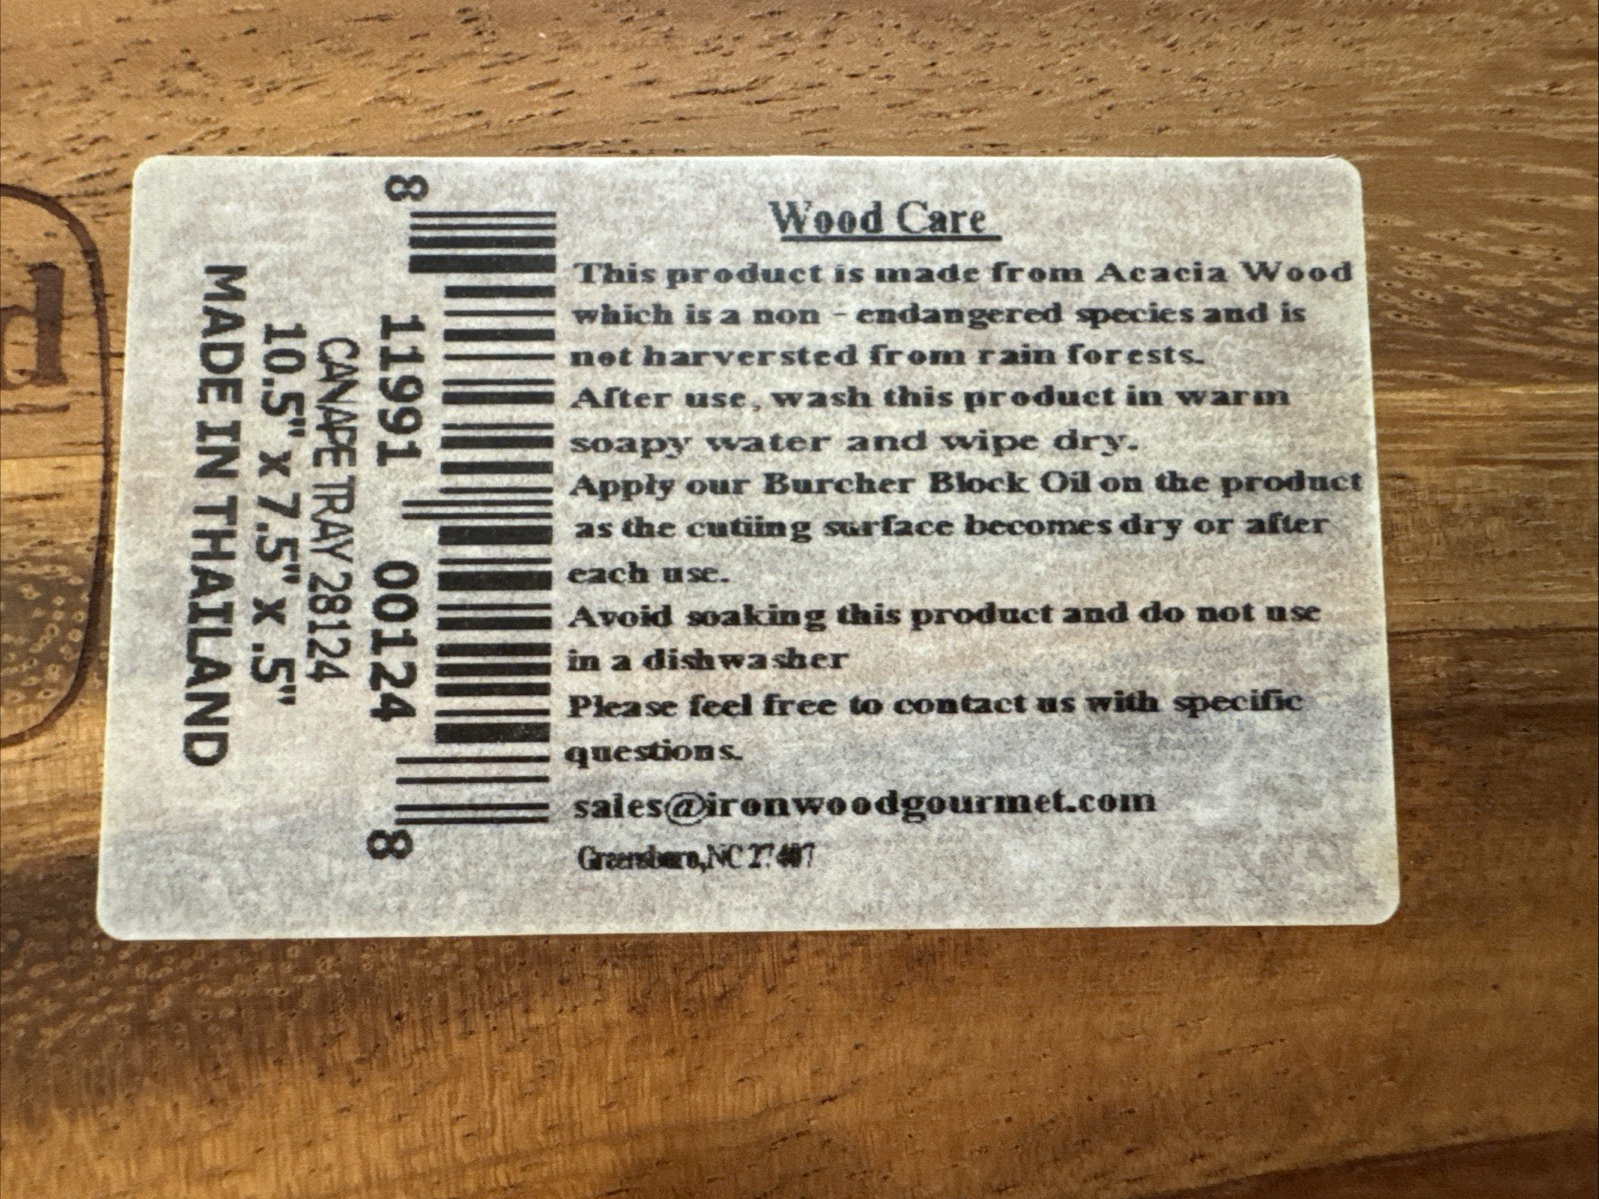 d
MADE IN THAILAND
10.5" x 7.5" x .5"
CANAPE TRAY 28124
8 11991 00124 8
Wood Care
This product is made from Acacia Wood
which is a non - endangered species and is
not harversted from rain forests.
After use, wash this product in warm
soapy water and wipe dry.
Apply our Burcher Block Oil on the product
as the cutiing surface becomes dry or after
each use.
Avoid soaking this product and do not use
in a dishwasher
Please feel free to contact us with specific
questions.
sales@ironwoodgourmet.com
Greensboro,NC 27407